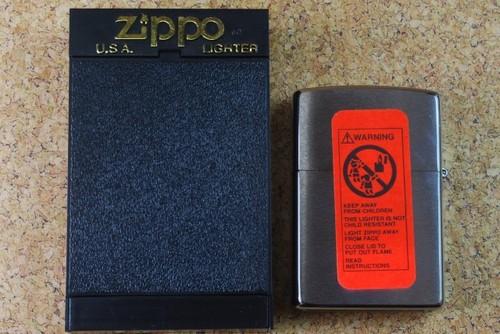 Zippo
U.S.A. LIGHTER
WARNING
KEEP AWAY
FROM CHILDREN
THIS LIGHTER IS NOT
CHILD RESISTANT
LIGHT ZIPPO AWAY
FROM FACE
CLOSE LID TO
PUT OUT FLAME
READ
INSTRUCTIONS